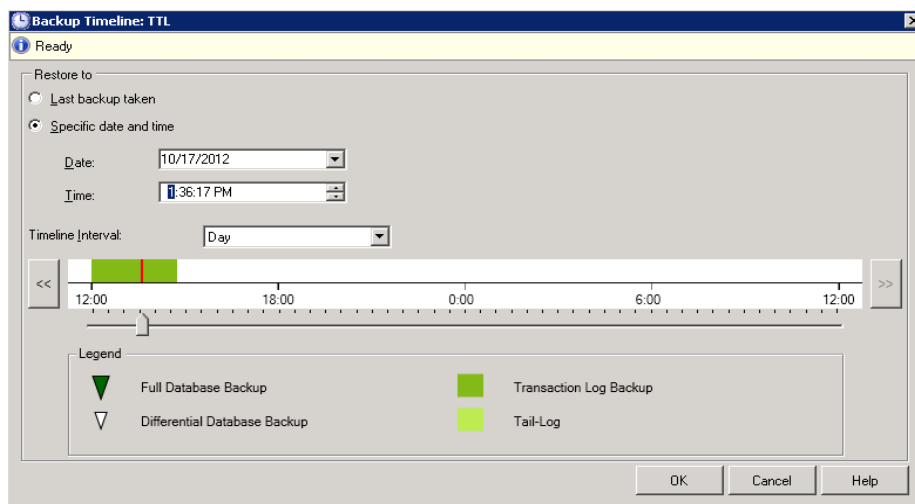 Backup Timeline: TTL
Ready
Restore to
Last backup taken
Specific date and time
Date: 10/17/2012
Time: 1:36:17 PM
Timeline Interval: Day
<< >>
12:00 18:00 0:00 6:00 12:00
Legend
Full Database Backup Transaction Log Backup
Differential Database Backup Tail-Log
OK Cancel Help